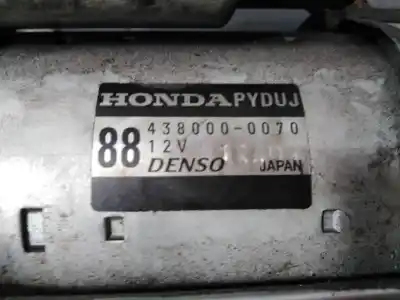 HONDA PYDUJ
88 438000-0070
12V
DENSO JAPAN